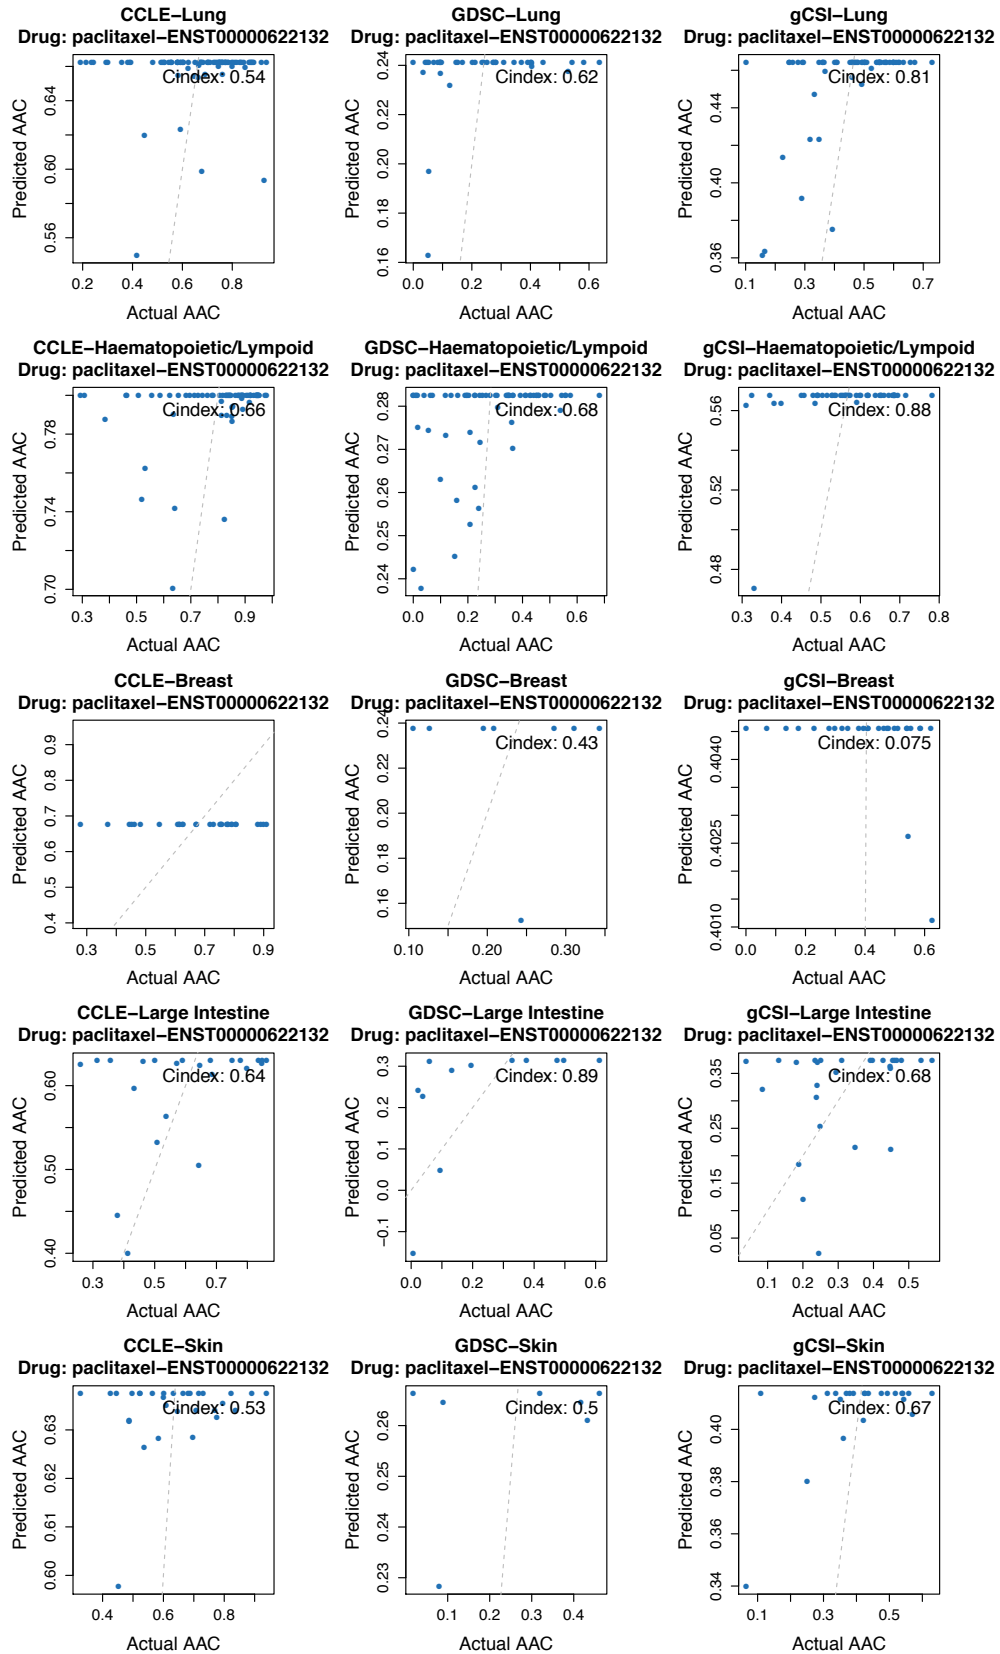 CCLE–Lung
Drug: paclitaxel–ENST00000622132
Cindex: 0.54
Predicted AAC
0.56 0.60 0.64
0.2 0.4 0.6 0.8
Actual AAC
GDSC–Lung
Drug: paclitaxel–ENST00000622132
Cindex: 0.62
Predicted AAC
0.16 0.18 0.20 0.22 0.24
0.0 0.2 0.4 0.6
Actual AAC
gCSI–Lung
Drug: paclitaxel–ENST00000622132
Cindex: 0.81
Predicted AAC
0.36 0.40 0.44
0.1 0.3 0.5 0.7
Actual AAC
CCLE–Haematopoietic/Lympoid
Drug: paclitaxel–ENST00000622132
Cindex: 0.66
Predicted AAC
0.70 0.74 0.78
0.3 0.5 0.7 0.9
Actual AAC
GDSC–Haematopoietic/Lympoid
Drug: paclitaxel–ENST00000622132
Cindex: 0.68
Predicted AAC
0.24 0.25 0.26 0.27 0.28
0.0 0.2 0.4 0.6
Actual AAC
gCSI–Haematopoietic/Lympoid
Drug: paclitaxel–ENST00000622132
Cindex: 0.88
Predicted AAC
0.48 0.52 0.56
0.3 0.4 0.5 0.6 0.7 0.8
Actual AAC
CCLE–Breast
Drug: paclitaxel–ENST00000622132
Predicted AAC
0.4 0.5 0.6 0.7 0.8 0.9
0.3 0.5 0.7 0.9
Actual AAC
GDSC–Breast
Drug: paclitaxel–ENST00000622132
Cindex: 0.43
Predicted AAC
0.16 0.18 0.20 0.22 0.24
0.10 0.20 0.30
Actual AAC
gCSI–Breast
Drug: paclitaxel–ENST00000622132
Cindex: 0.075
Predicted AAC
0.4010 0.4025 0.4040
0.0 0.2 0.4 0.6
Actual AAC
CCLE–Large Intestine
Drug: paclitaxel–ENST00000622132
Cindex: 0.64
Predicted AAC
0.40 0.50 0.60
0.3 0.5 0.7
Actual AAC
GDSC–Large Intestine
Drug: paclitaxel–ENST00000622132
Cindex: 0.89
Predicted AAC
−0.1 0.0 0.1 0.2 0.3
0.0 0.2 0.4 0.6
Actual AAC
gCSI–Large Intestine
Drug: paclitaxel–ENST00000622132
Cindex: 0.68
Predicted AAC
0.05 0.15 0.25 0.35
0.1 0.2 0.3 0.4 0.5
Actual AAC
CCLE–Skin
Drug: paclitaxel–ENST00000622132
Cindex: 0.53
Predicted AAC
0.60 0.61 0.62 0.63
0.4 0.6 0.8
Actual AAC
GDSC–Skin
Drug: paclitaxel–ENST00000622132
Cindex: 0.5
Predicted AAC
0.23 0.24 0.25 0.26
0.1 0.2 0.3 0.4
Actual AAC
gCSI–Skin
Drug: paclitaxel–ENST00000622132
Cindex: 0.67
Predicted AAC
0.34 0.36 0.38 0.40
0.1 0.3 0.5
Actual AAC